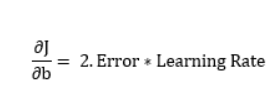 ∂J/∂b = 2. Error * Learning Rate